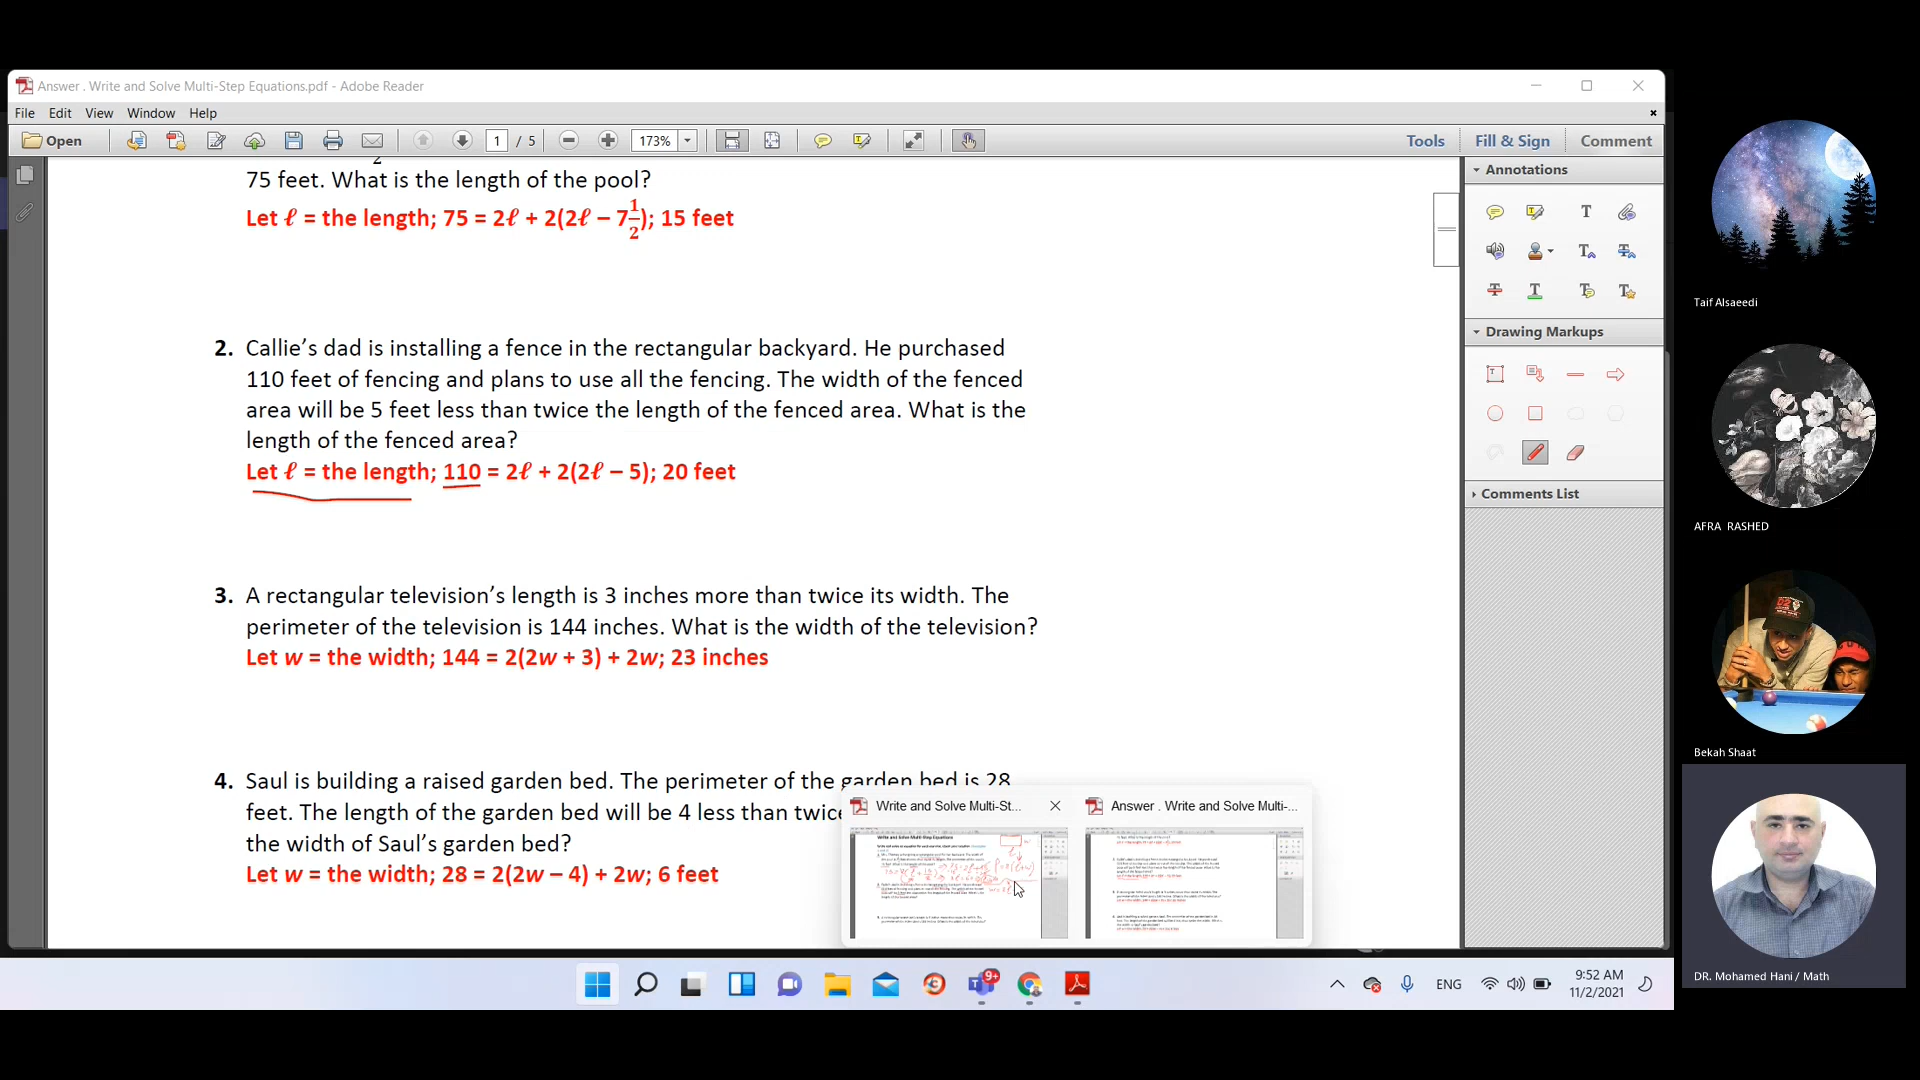 Answer . Write and Solve Multi-Step Equations.pdf - Adobe Reader
File Edit View Window Help
Open 1 / 5 173% Tools Fill & Sign Comment
2
75 feet. What is the length of the pool?
Let ℓ = the length; 75 = 2ℓ + 2(2ℓ – 7 1/2); 15 feet
2. Callie’s dad is installing a fence in the rectangular backyard. He purchased
110 feet of fencing and plans to use all the fencing. The width of the fenced
area will be 5 feet less than twice the length of the fenced area. What is the
length of the fenced area?
Let ℓ = the length; 110 = 2ℓ + 2(2ℓ – 5); 20 feet
3. A rectangular television’s length is 3 inches more than twice its width. The
perimeter of the television is 144 inches. What is the width of the television?
Let w = the width; 144 = 2(2w + 3) + 2w; 23 inches
4. Saul is building a raised garden bed. The perimeter of the garden bed is 28
feet. The length of the garden bed will be 4 less than twice
the width of Saul’s garden bed?
Let w = the width; 28 = 2(2w – 4) + 2w; 6 feet
Write and Solve Multi-St...
Answer . Write and Solve Multi-...
Annotations
Drawing Markups
Comments List
Taif Alsaeedi
AFRA RASHED
Bekah Shaat
DR. Mohamed Hani / Math
9+
ENG
9:52 AM
11/2/2021